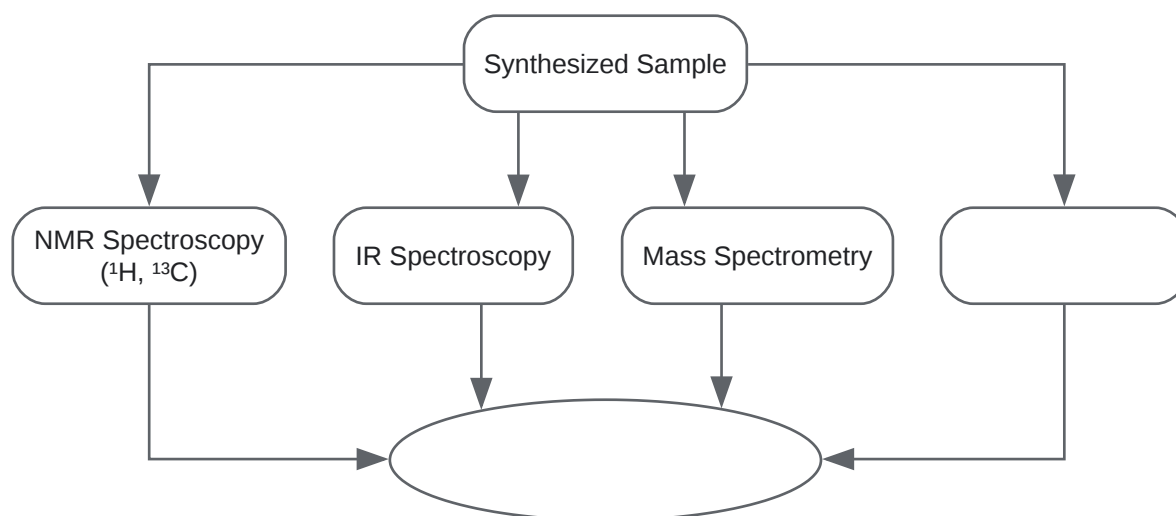 Synthesized Sample
NMR Spectroscopy
(¹H, ¹³C)
IR Spectroscopy
Mass Spectrometry